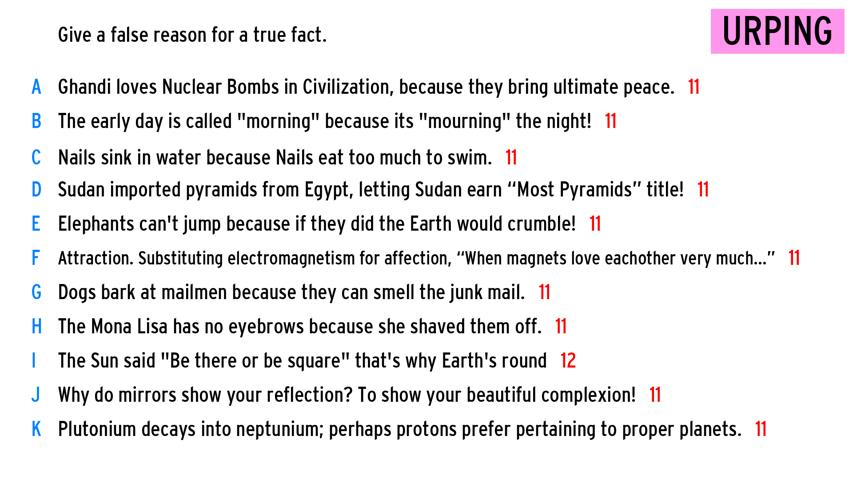 Give a false reason for a true fact.
URPING
A Ghandi loves Nuclear Bombs in Civilization, because they bring ultimate peace. 11
B The early day is called "morning" because its "mourning" the night! 11
C Nails sink in water because Nails eat too much to swim. 11
D Sudan imported pyramids from Egypt, letting Sudan earn “Most Pyramids” title! 11
E Elephants can't jump because if they did the Earth would crumble! 11
F Attraction. Substituting electromagnetism for affection, “When magnets love eachother very much...” 11
G Dogs bark at mailmen because they can smell the junk mail. 11
H The Mona Lisa has no eyebrows because she shaved them off. 11
I The Sun said "Be there or be square" that's why Earth's round 12
J Why do mirrors show your reflection? To show your beautiful complexion! 11
K Plutonium decays into neptunium; perhaps protons prefer pertaining to proper planets. 11